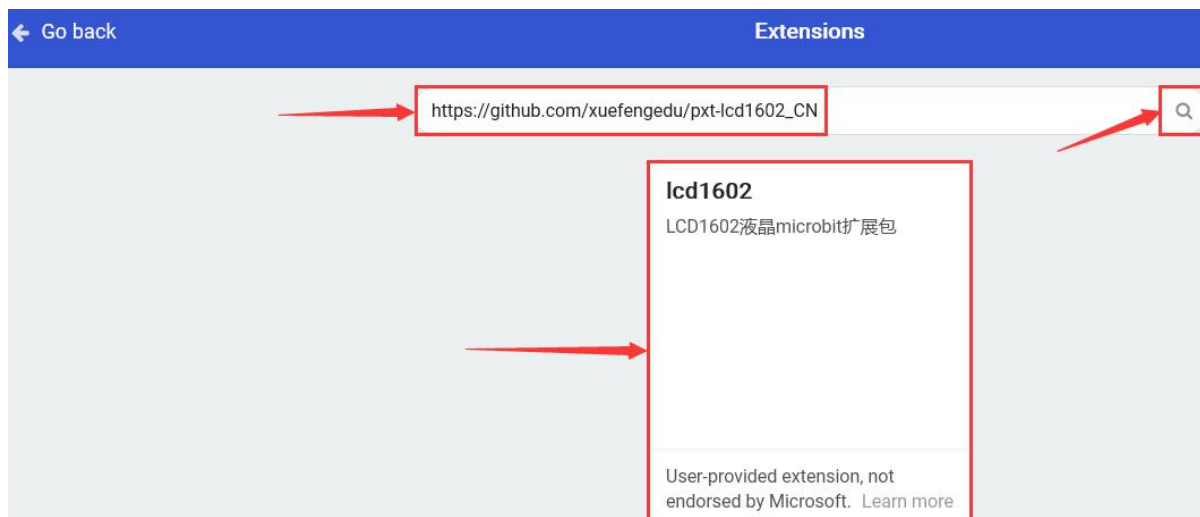 Go back
Extensions
https://github.com/xuefengedu/pxt-lcd1602_CN
lcd1602
LCD1602液晶microbit扩展包
User-provided extension, not
endorsed by Microsoft. Learn more